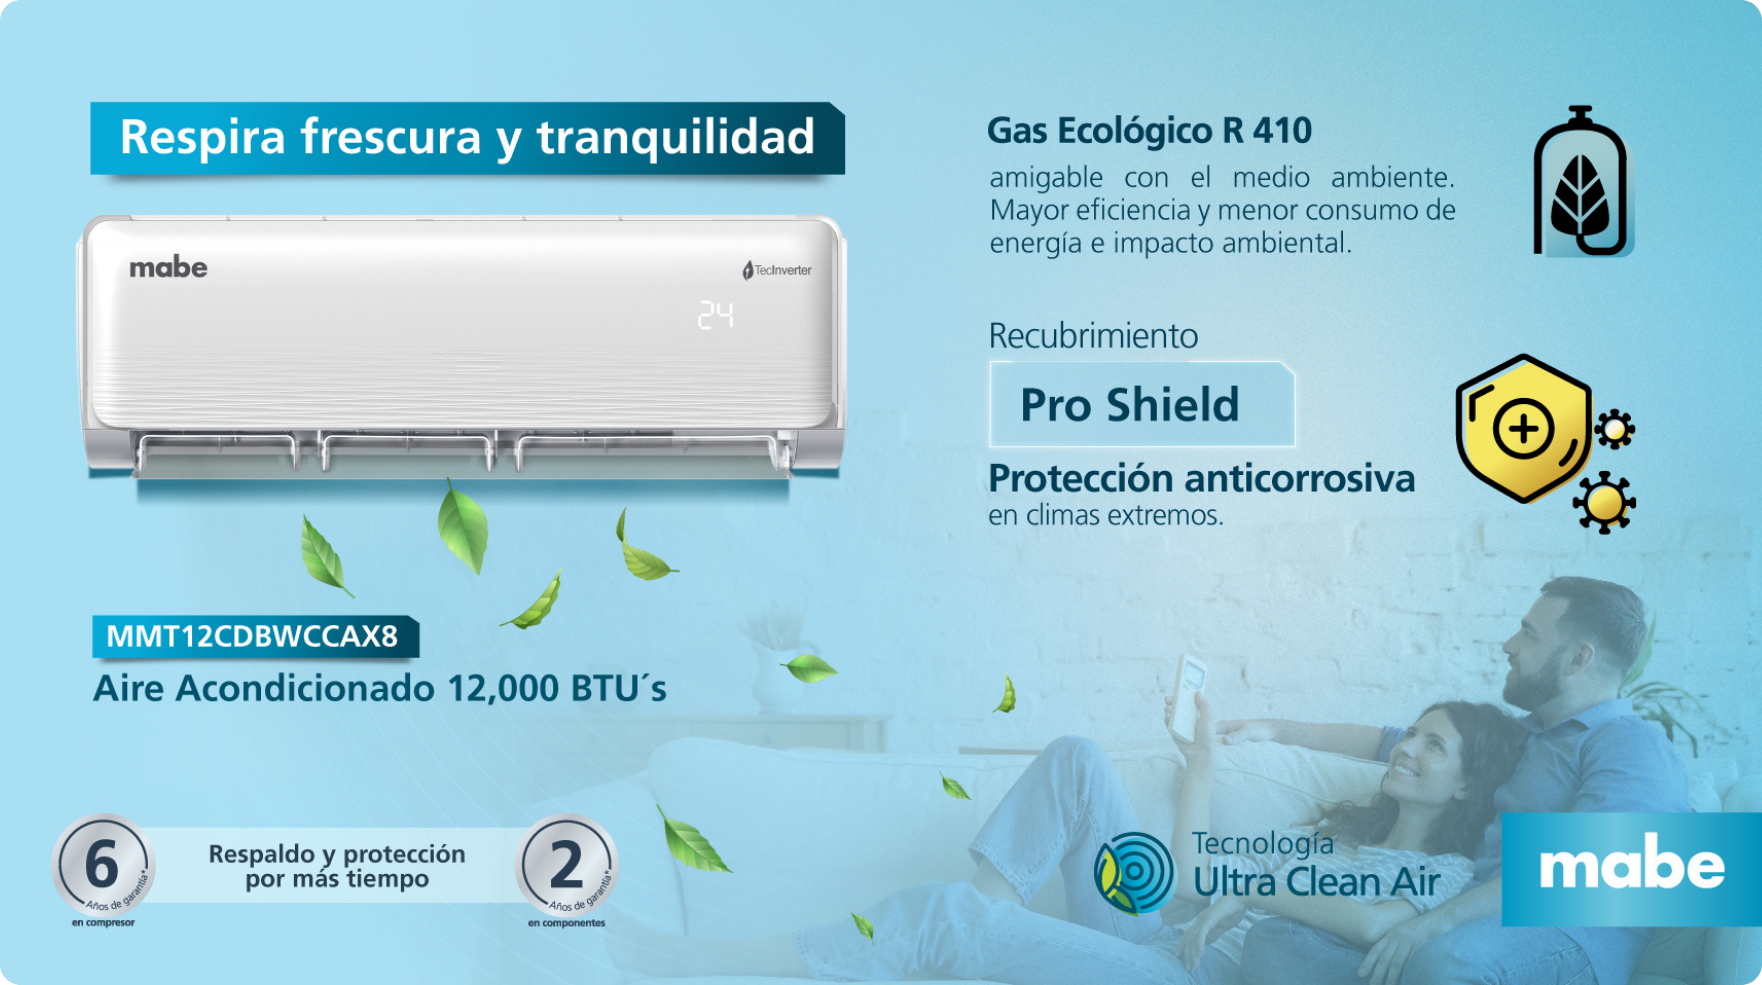 Respira frescura y tranquilidad
mabe
TecInverter
24
MMT12CDBWCCAX8
Aire Acondicionado 12,000 BTU´s
6
Años de garantía*
en compresor
Respaldo y protección
por más tiempo
2
Años de garantía*
en componentes
Gas Ecológico R 410
amigable con el medio ambiente.
Mayor eficiencia y menor consumo de
energía e impacto ambiental.
Recubrimiento
Pro Shield
Protección anticorrosiva
en climas extremos.
Tecnología
Ultra Clean Air
mabe